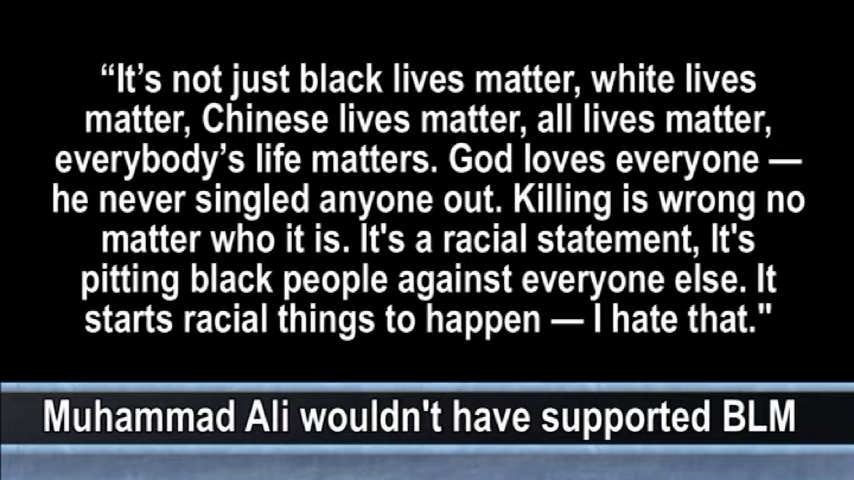 “It’s not just black lives matter, white lives
matter, Chinese lives matter, all lives matter,
everybody’s life matters. God loves everyone —
he never singled anyone out. Killing is wrong no
matter who it is. It's a racial statement, It's
pitting black people against everyone else. It
starts racial things to happen — I hate that."
Muhammad Ali wouldn't have supported BLM